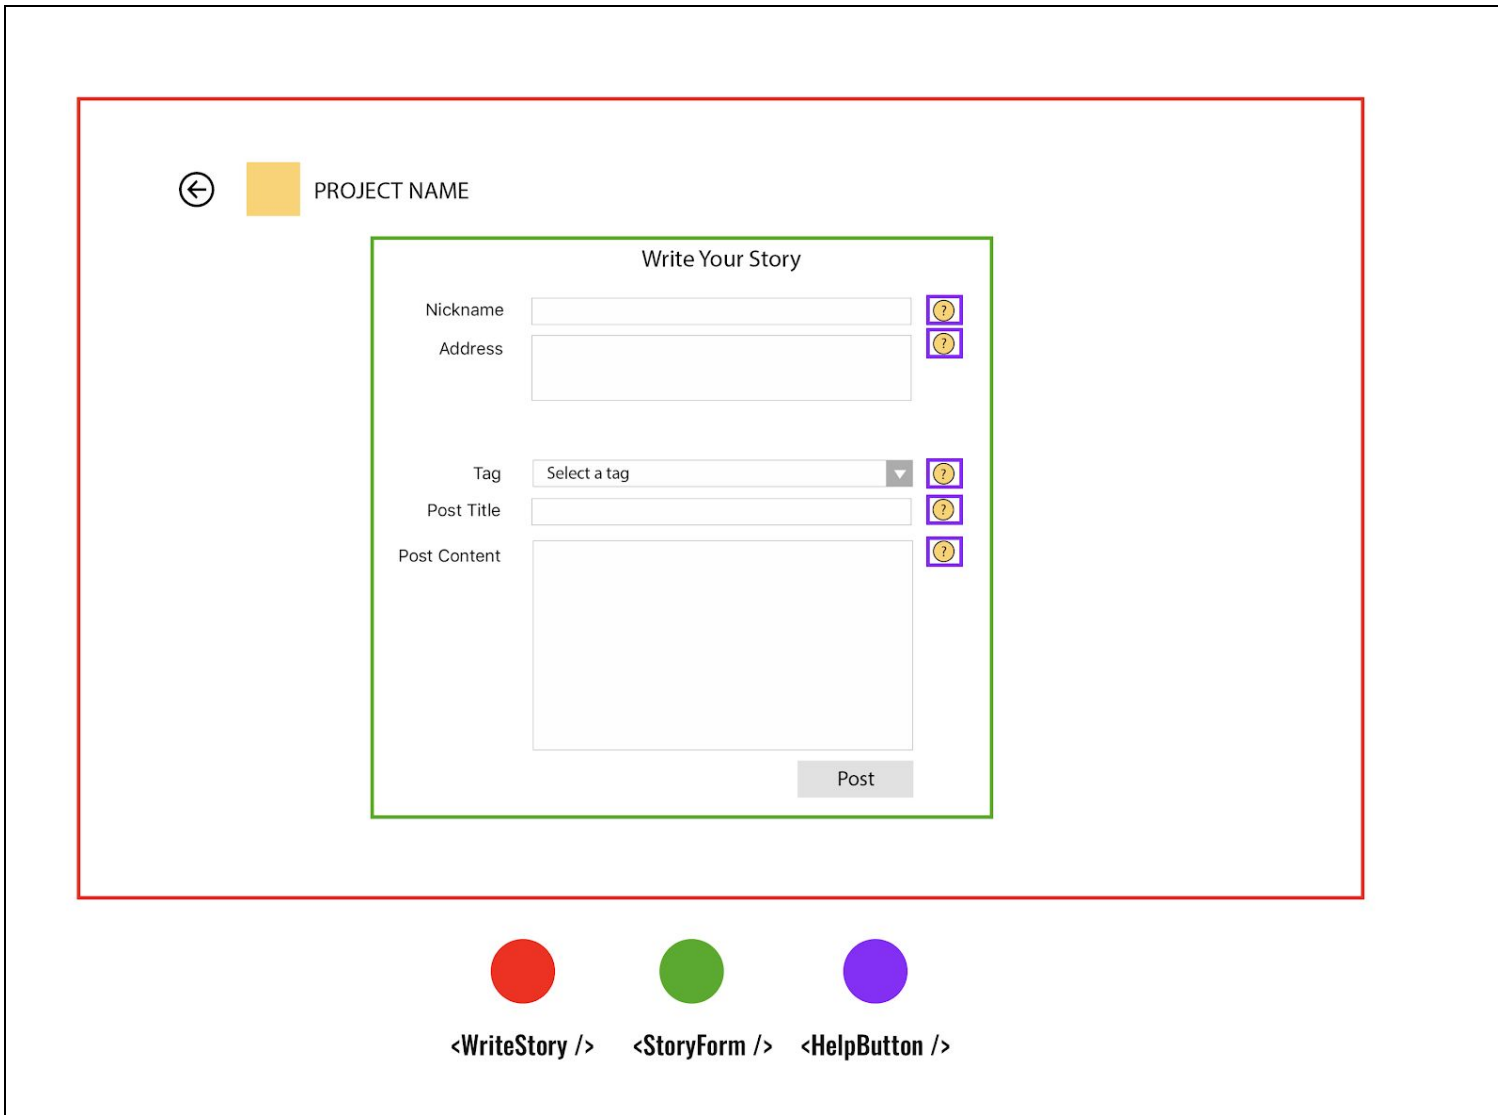 PROJECT NAME
Write Your Story
Nickname
?
Address
?
Tag
Select a tag
?
Post Title
?
Post Content
?
Post
<WriteStory />
<StoryForm />
<HelpButton />